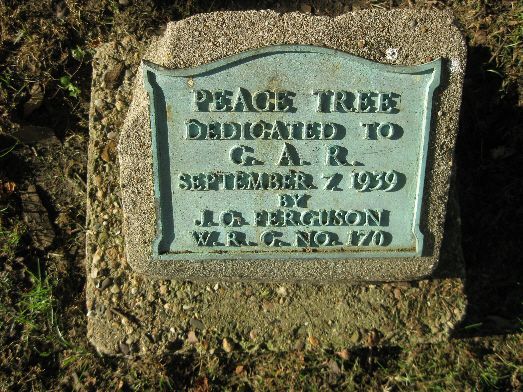 PEACE TREE
DEDICATED TO
G. A. R.
SEPTEMBER 7 1939
BY
J. C. FERGUSON
W. R. C. NO. 170